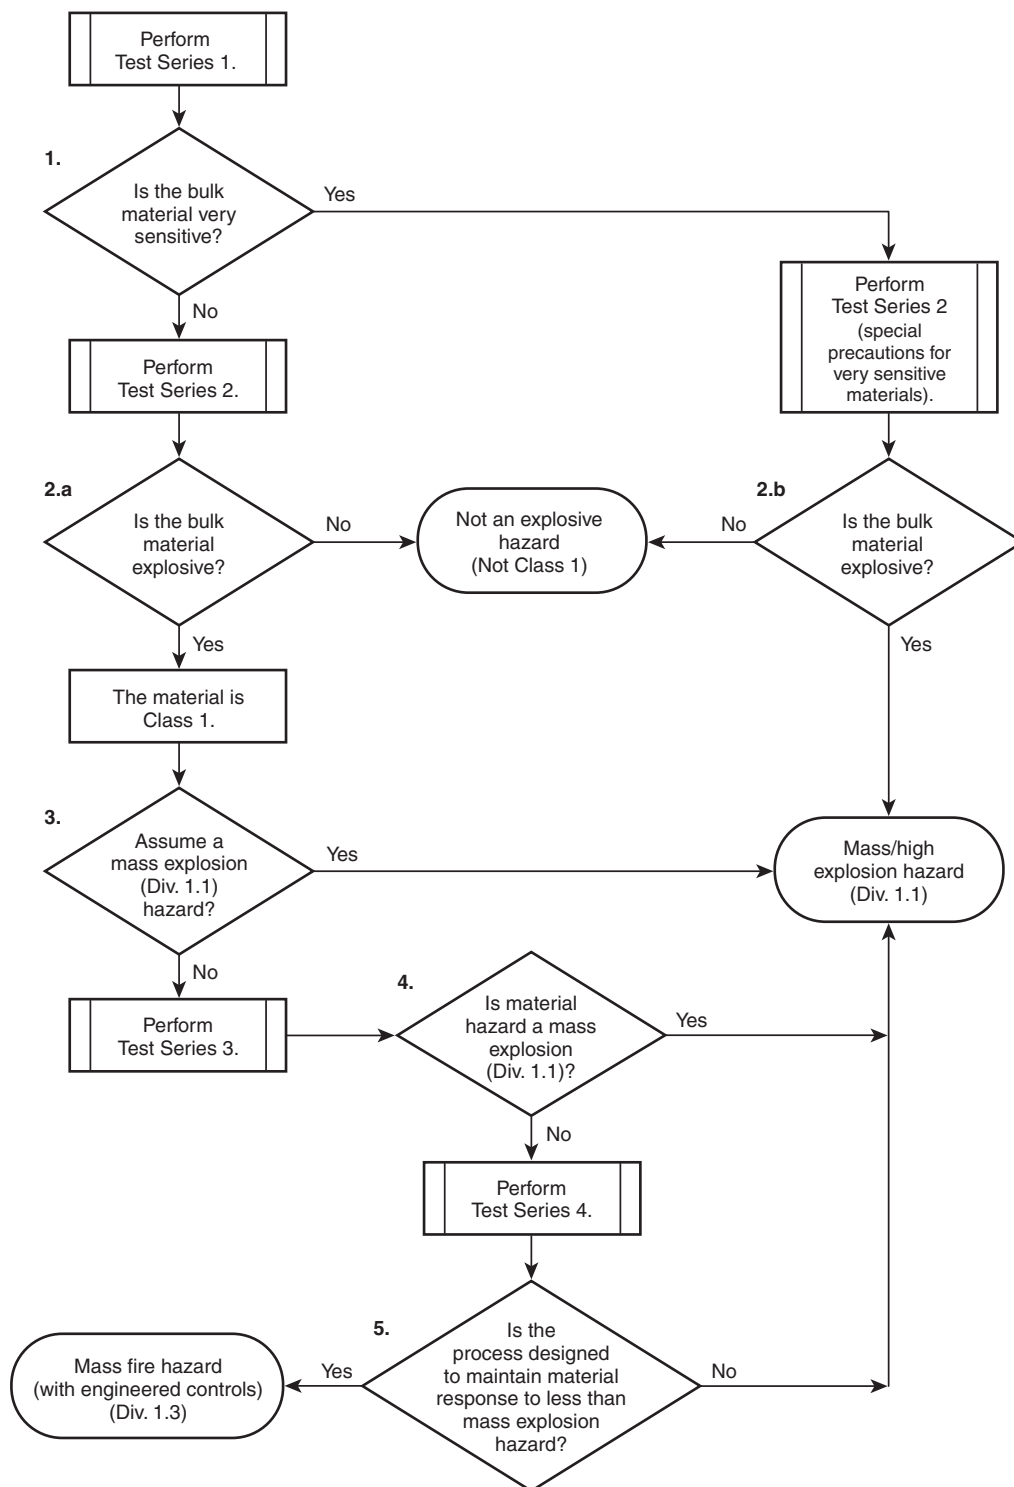 Perform
Test Series 1.
1.
Is the bulk
material very
sensitive?
Yes
No
Perform
Test Series 2
(special
precautions for
very sensitive
materials).
Perform
Test Series 2.
2.a
Is the bulk
material
explosive?
No
Not an explosive
hazard
(Not Class 1)
No
2.b
Is the bulk
material
explosive?
Yes
Yes
The material is
Class 1.
3.
Assume a
mass explosion
(Div. 1.1)
hazard?
Yes
Mass/high
explosion hazard
(Div. 1.1)
No
Perform
Test Series 3.
4.
Is material
hazard a mass
explosion
(Div. 1.1)?
Yes
No
Perform
Test Series 4.
5.
Is the
process designed
to maintain material
response to less than
mass explosion
hazard?
Yes
No
Mass fire hazard
(with engineered controls)
(Div. 1.3)